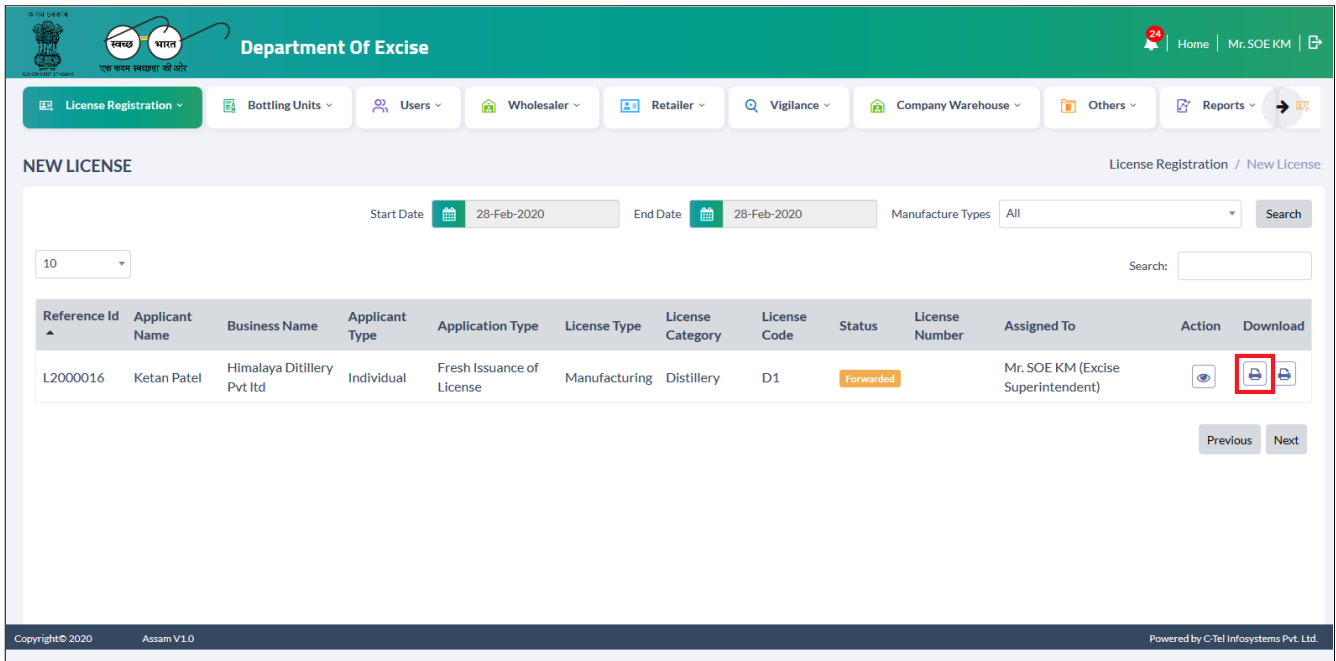 स्वच्छ भारत
एक कदम स्वच्छता की ओर
Department Of Excise
24
Home
Mr. SOE KM
License Registration
Bottling Units
Users
Wholesaler
Retailer
Vigilance
Company Warehouse
Others
Reports
NEW LICENSE
License Registration / New License
Start Date 28-Feb-2020 End Date 28-Feb-2020 Manufacture Types All Search
10 Search:
Reference Id Applicant Name Business Name Applicant Type Application Type License Type License Category License Code Status License Number Assigned To Action Download
L2000016 Ketan Patel Himalaya Ditillery Pvt ltd Individual Fresh Issuance of License Manufacturing Distillery D1 Forwarded Mr. SOE KM (Excise Superintendent)
Previous Next
Copyright© 2020 Assam V1.0 Powered by C-Tel Infosystems Pvt. Ltd.